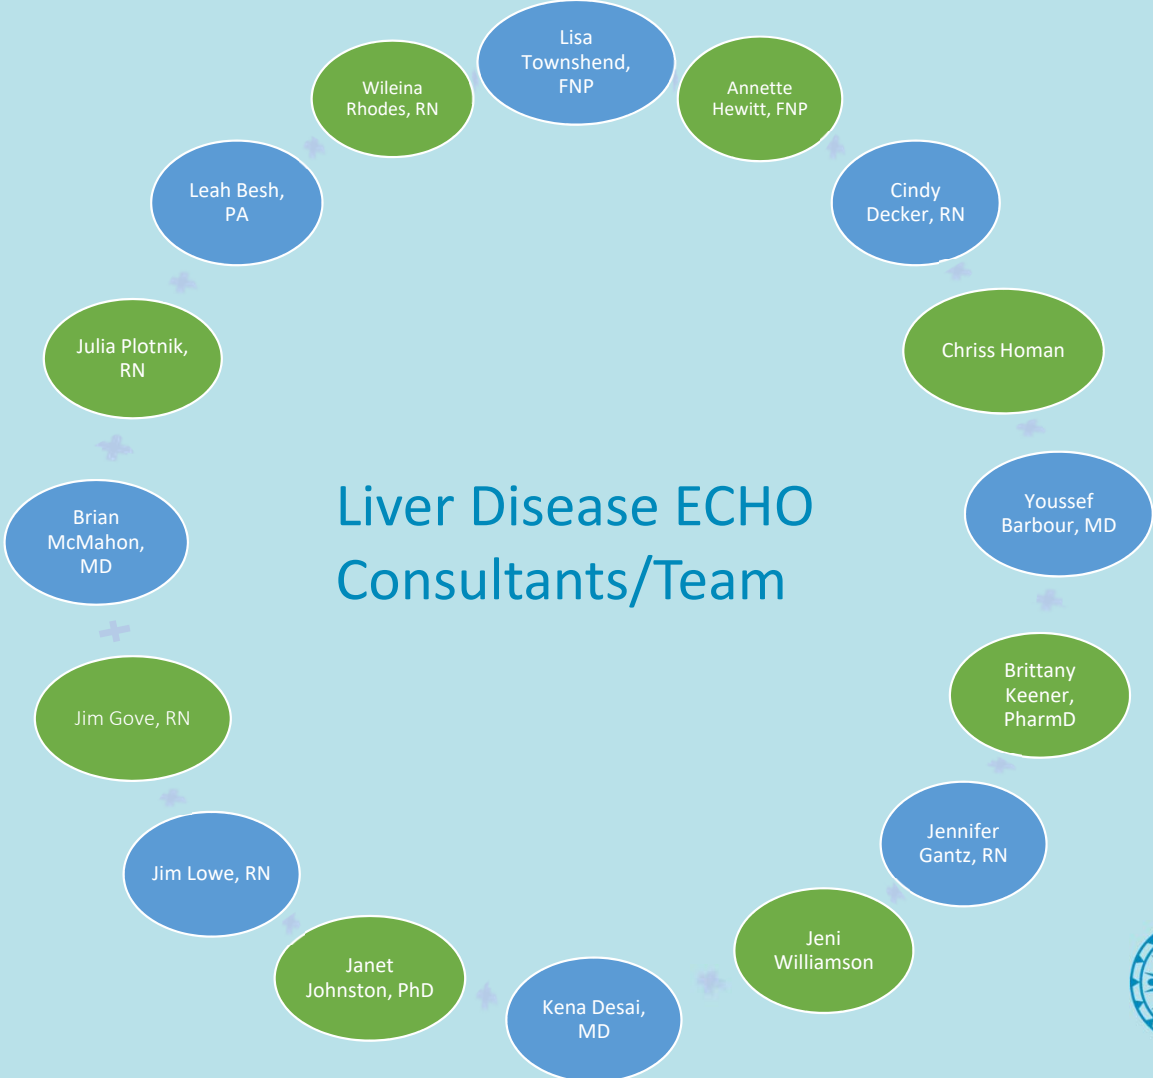 Lisa
Townshend,
FNP
Annette
Hewitt, FNP
Cindy
Decker, RN
Chriss Homan
Youssef
Barbour, MD
Brittany
Keener,
PharmD
Jennifer
Gantz, RN
Jeni
Williamson
Kena Desai,
MD
Janet
Johnston, PhD
Jim Lowe, RN
Jim Gove, RN
Brian
McMahon,
MD
Julia Plotnik,
RN
Leah Besh,
PA
Wileina
Rhodes, RN
Liver Disease ECHO
Consultants/Team